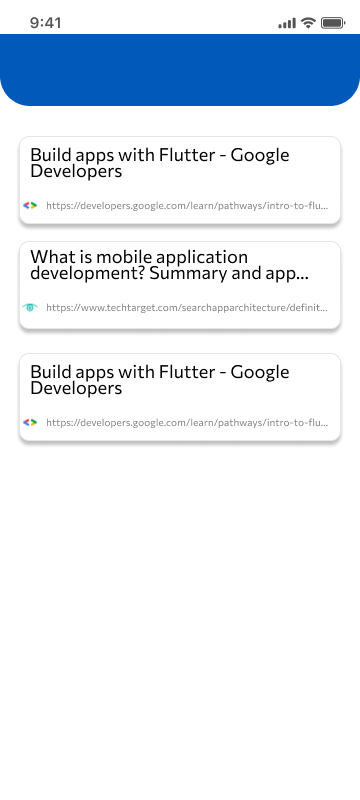 9:41
Build apps with Flutter - Google
Developers
https://developers.google.com/learn/pathways/intro-to-flu...
What is mobile application
development? Summary and app...
https://www.techtarget.com/searchapparchitecture/definit...
Build apps with Flutter - Google
Developers
https://developers.google.com/learn/pathways/intro-to-flu...